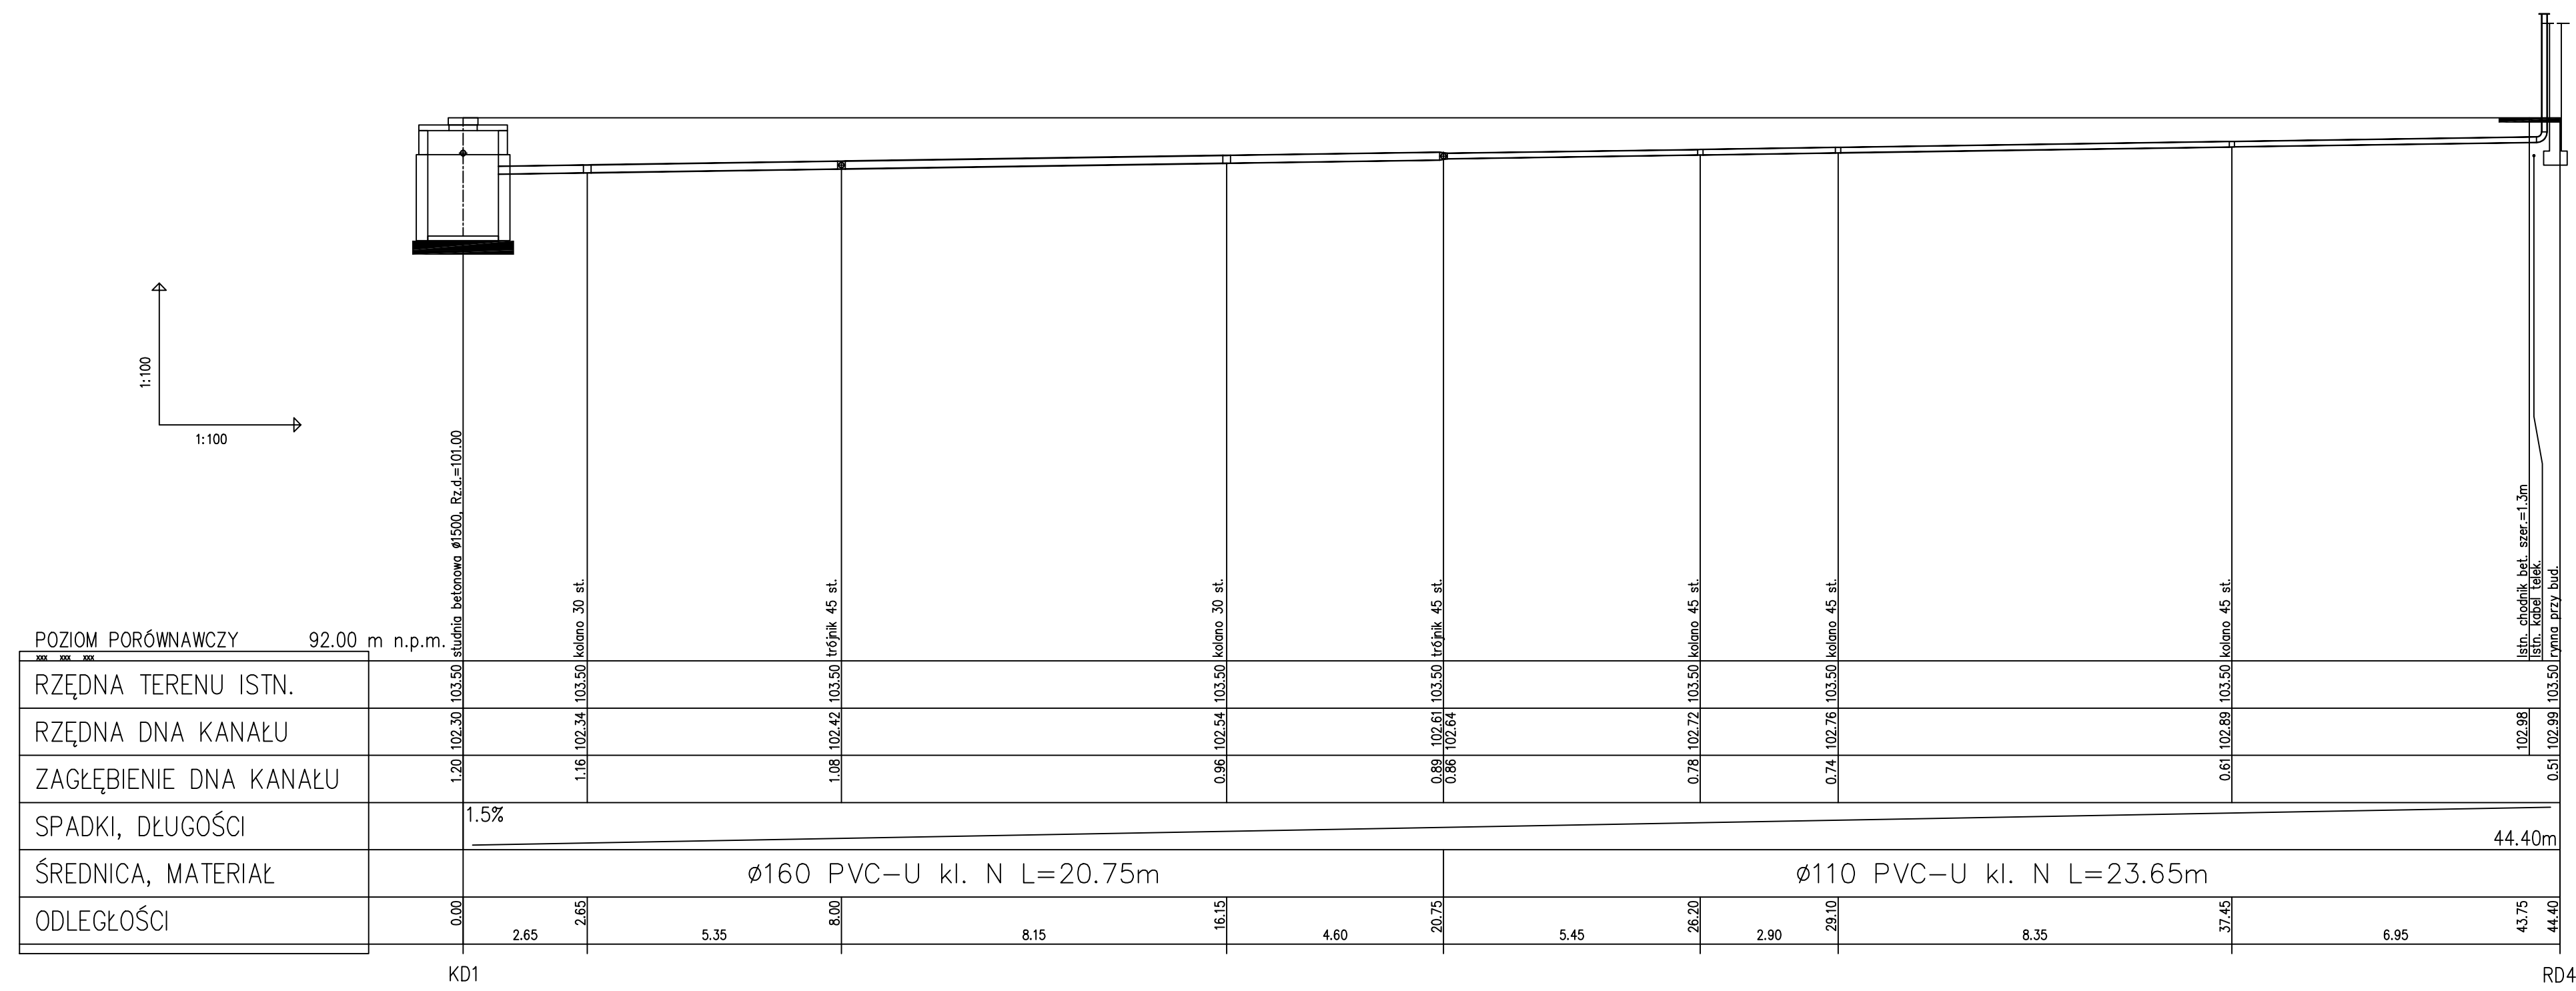 1:100
1:100
studnia betonowa ø1500, Rz.d.=101.00
kolano 30 st.
trójnik 45 st.
kolano 30 st.
trójnik 45 st.
kolano 45 st.
kolano 45 st.
kolano 45 st.
Istn. chodnik bet. szer.=1.3m
Istn. kabel telek.
rynna przy bud.
POZIOM PORÓWNAWCZY 92.00 m n.p.m.
xxx xxx xxx
RZĘDNA TERENU ISTN. 103.50 103.50 103.50 103.50 103.50 103.50 103.50 103.50 103.50
RZĘDNA DNA KANAŁU 102.30 102.34 102.42 102.54 102.61 102.64 102.72 102.76 102.89 102.98 102.99
ZAGŁĘBIENIE DNA KANAŁU 1.20 1.16 1.08 0.96 0.89 0.86 0.78 0.74 0.61 0.51
SPADKI, DŁUGOŚCI 1.5% 44.40m
ŚREDNICA, MATERIAŁ ø160 PVC-U kl. N L=20.75m ø110 PVC-U kl. N L=23.65m
ODLEGŁOŚCI 0.00 2.65 8.00 16.15 20.75 26.20 29.10 37.45 43.75 44.40
2.65 5.35 8.15 4.60 5.45 2.90 8.35 6.95
KD1 RD4